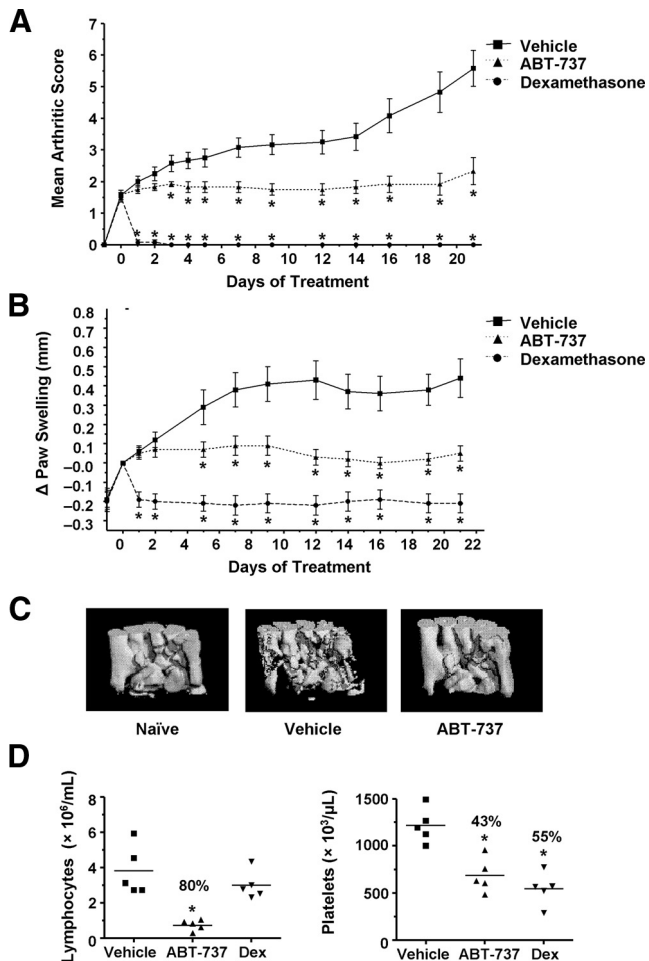 A
Mean Arthritic Score
7
6
5
4
3
2
1
0
Vehicle
ABT-737
Dexamethasone
* * * * * * * * * *
* * * * * * * * * * * *
0 2 4 6 8 10 12 14 16 18 20
Days of Treatment
B
Δ Paw Swelling (mm)
0.8
0.7
0.6
0.5
0.4
0.3
0.2
0.1
–0.0
–0.1
–0.2
–0.3
Vehicle
ABT-737
Dexamethasone
* * * * * * * *
* * * * * * * * * *
0 2 4 6 8 10 12 14 16 18 20 22
Days of Treatment
C
Naïve Vehicle ABT-737
D
Lymphocytes (× 10⁶/mL)
8
6
4
2
0
80%
*
Vehicle ABT-737 Dex
Platelets (× 10³/µL)
1500
1000
500
0
43%
*
55%
*
Vehicle ABT-737 Dex